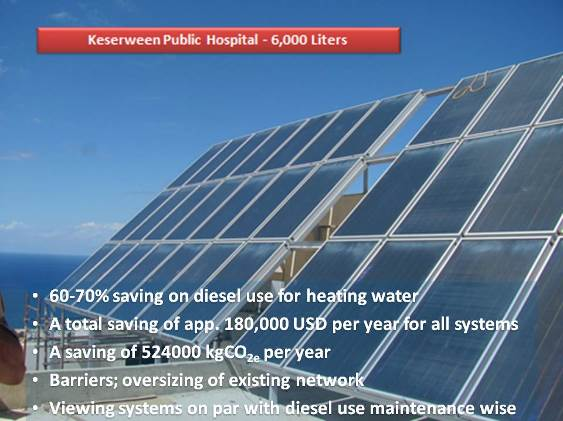 Keserween Public Hospital - 6,000 Liters
• 60-70% saving on diesel use for heating water
• A total saving of app. 180,000 USD per year for all systems
• A saving of 524000 kgCO₂ₑ per year
• Barriers; oversizing of existing network
• Viewing systems on par with diesel use maintenance wise